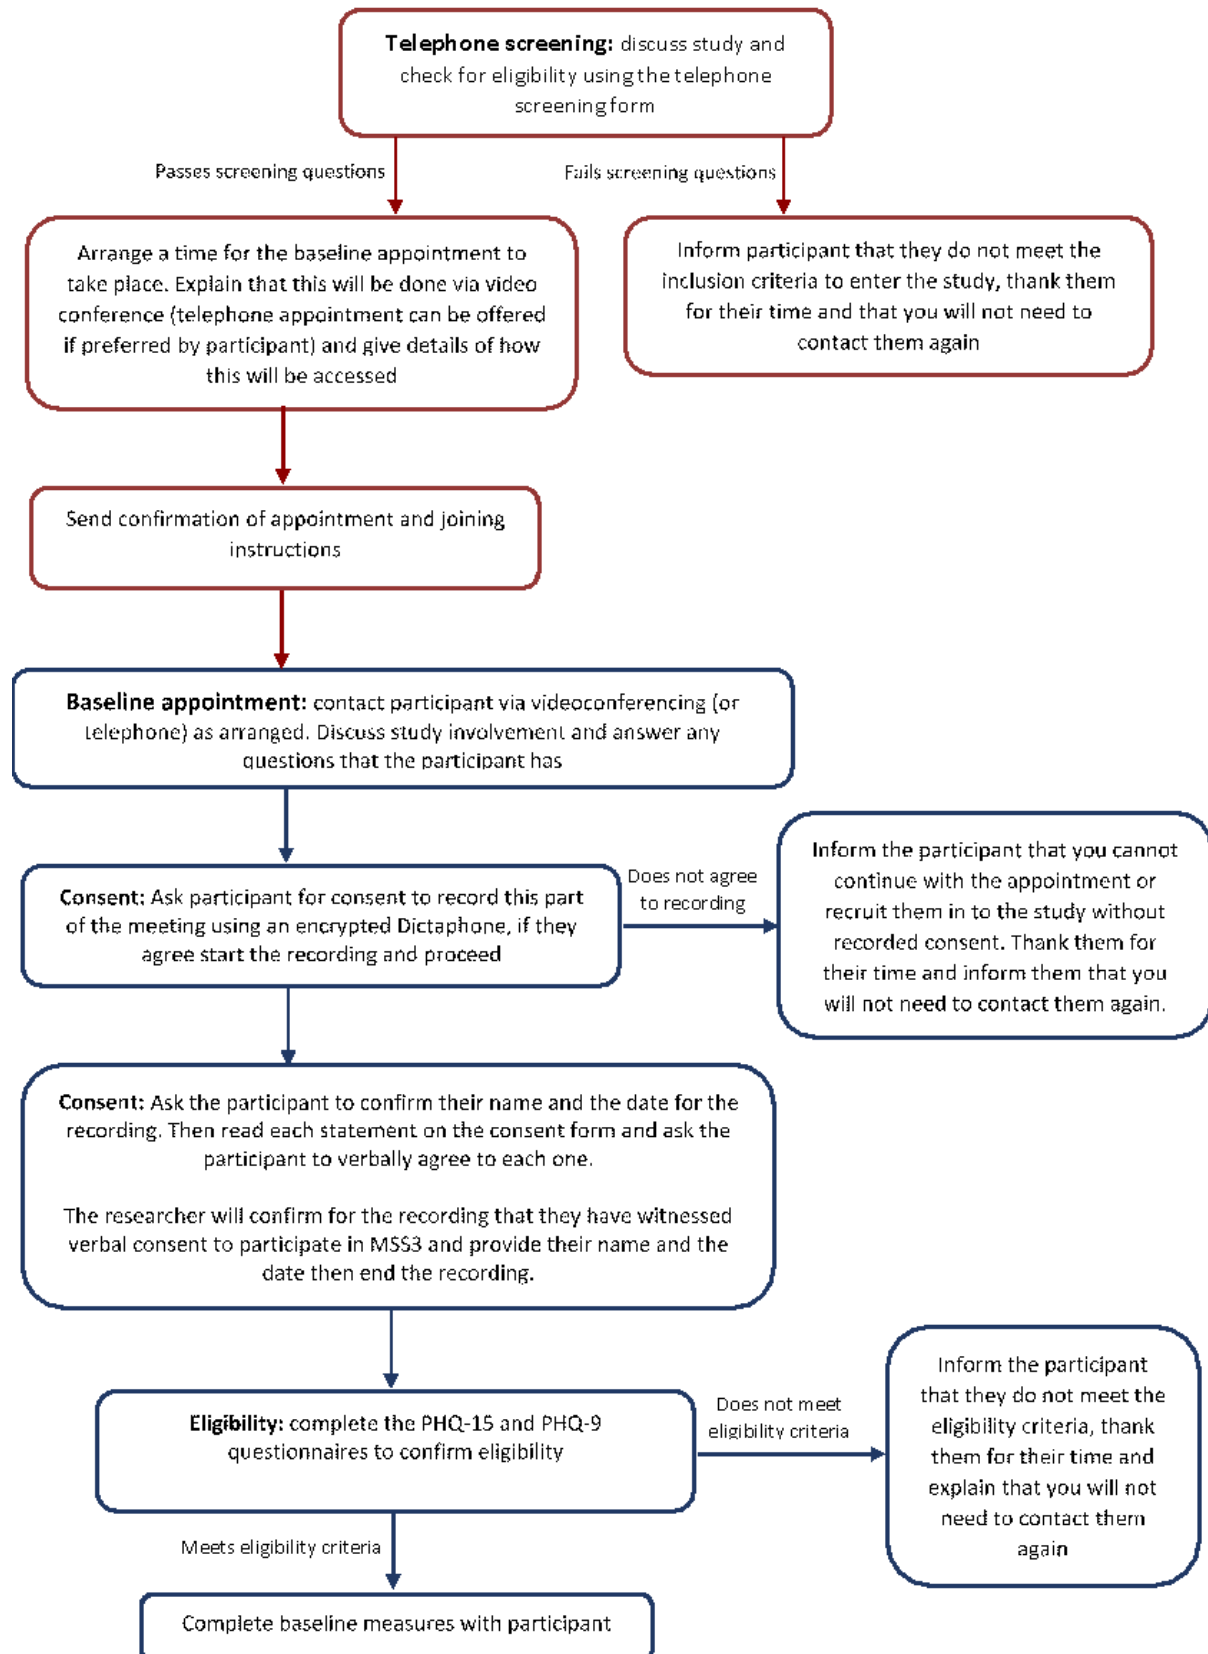 Telephone screening: discuss study and
check for eligibility using the telephone
screening form
Passes screening questions
Fails screening questions
Arrange a time for the baseline appointment to
take place. Explain that this will be done via video
conference (telephone appointment can be offered
if preferred by participant) and give details of how
this will be accessed
Inform participant that they do not meet the
inclusion criteria to enter the study, thank them
for their time and that you will not need to
contact them again
Send confirmation of appointment and joining
instructions
Baseline appointment: contact participant via videoconferencing (or
telephone) as arranged. Discuss study involvement and answer any
questions that the participant has
Consent: Ask participant for consent to record this part
of the meeting using an encrypted Dictaphone, if they
agree start the recording and proceed
Does not agree
to recording
Inform the participant that you cannot
continue with the appointment or
recruit them in to the study without
recorded consent. Thank them for
their time and inform them that you
will not need to contact them again.
Consent: Ask the participant to confirm their name and the date for the
recording. Then read each statement on the consent form and ask the
participant to verbally agree to each one.
The researcher will confirm for the recording that they have witnessed
verbal consent to participate in MSS3 and provide their name and the
date then end the recording.
Eligibility: complete the PHQ-15 and PHQ-9
questionnaires to confirm eligibility
Does not meet
eligibility criteria
Inform the participant
that they do not meet the
eligibility criteria, thank
them for their time and
explain that you will not
need to contact them
again
Meets eligibility criteria
Complete baseline measures with participant